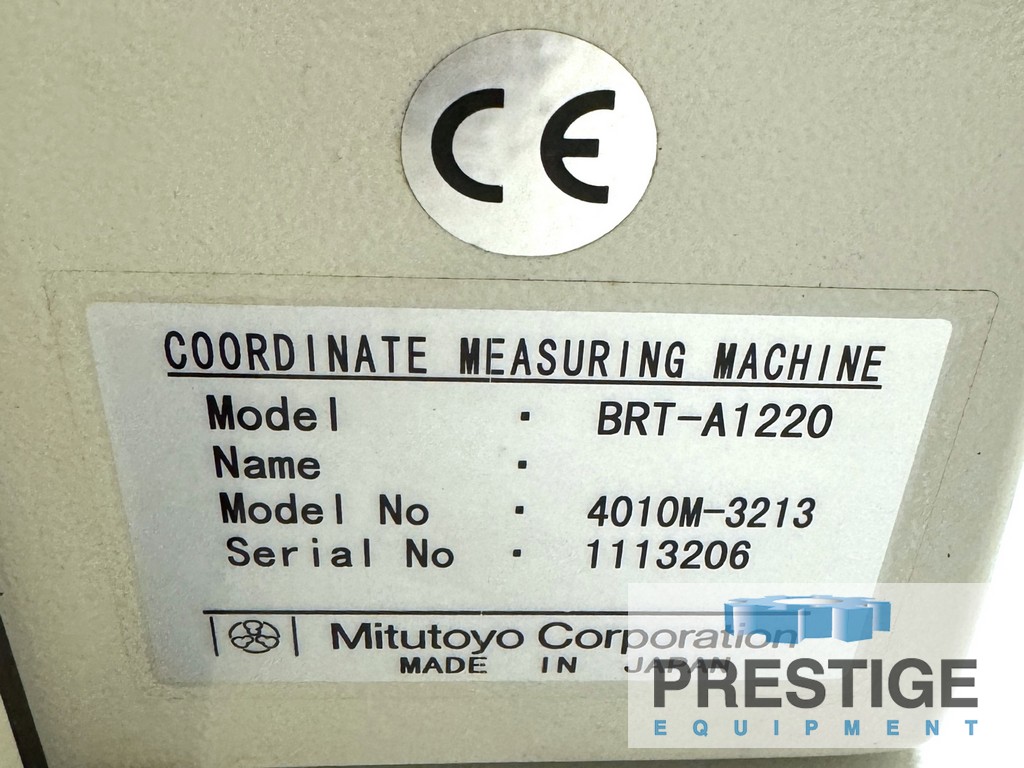 CE
COORDINATE MEASURING MACHINE
Model · BRT-A1220
Name ·
Model No · 4010M-3213
Serial No · 1113206
Mitutoyo Corporation
MADE IN JAPAN
PRESTIGE
EQUIPMENT